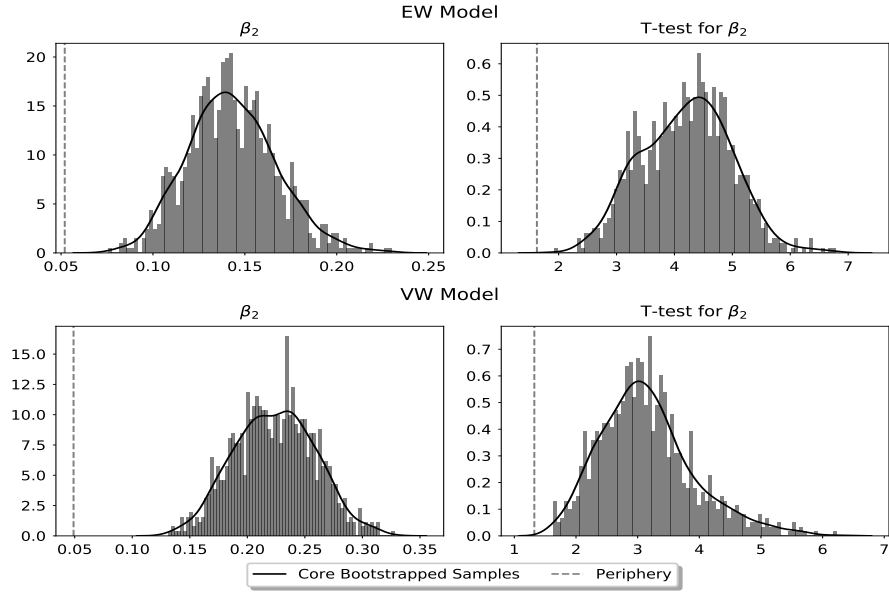 EW Model
β2
T-test for β2
20
15
10
5
0
0.05 0.10 0.15 0.20 0.25
0.6
0.5
0.4
0.3
0.2
0.1
0.0
2 3 4 5 6 7
VW Model
β2
T-test for β2
15.0
12.5
10.0
7.5
5.0
2.5
0.0
0.05 0.10 0.15 0.20 0.25 0.30 0.35
0.7
0.6
0.5
0.4
0.3
0.2
0.1
0.0
1 2 3 4 5 6 7
Core Bootstrapped Samples Periphery